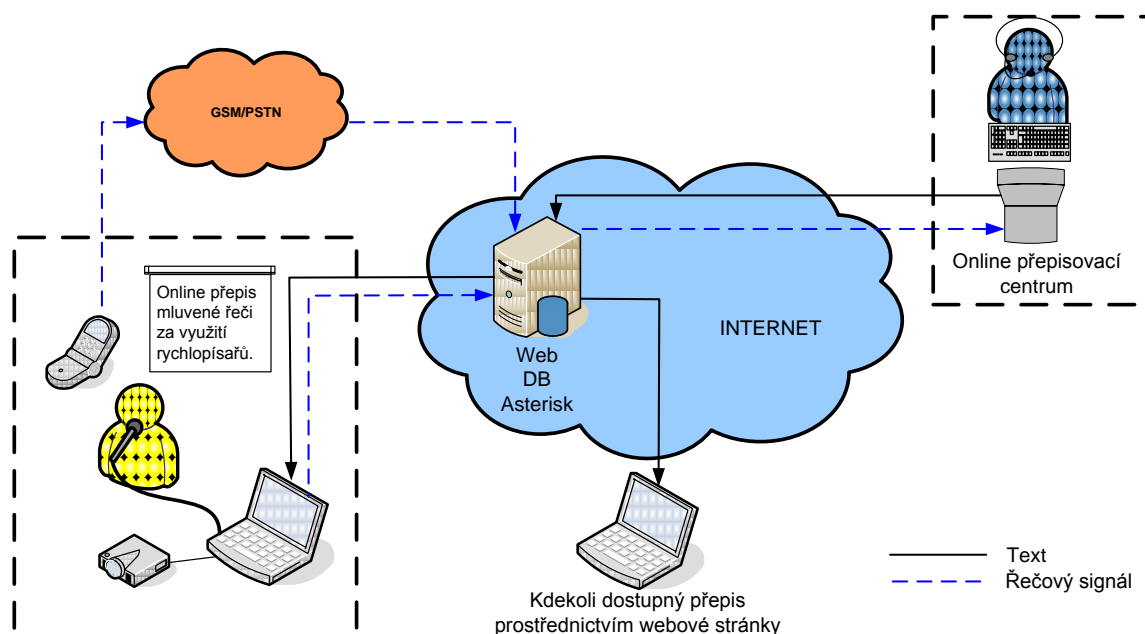 GSM/PSTN
Online přepisovací
centrum
Online přepis
mluvené řeči
za využití
rychlopísařů.
INTERNET
Web
DB
Asterisk
Text
Řečový signál
Kdekoli dostupný přepis
prostřednictvím webové stránky